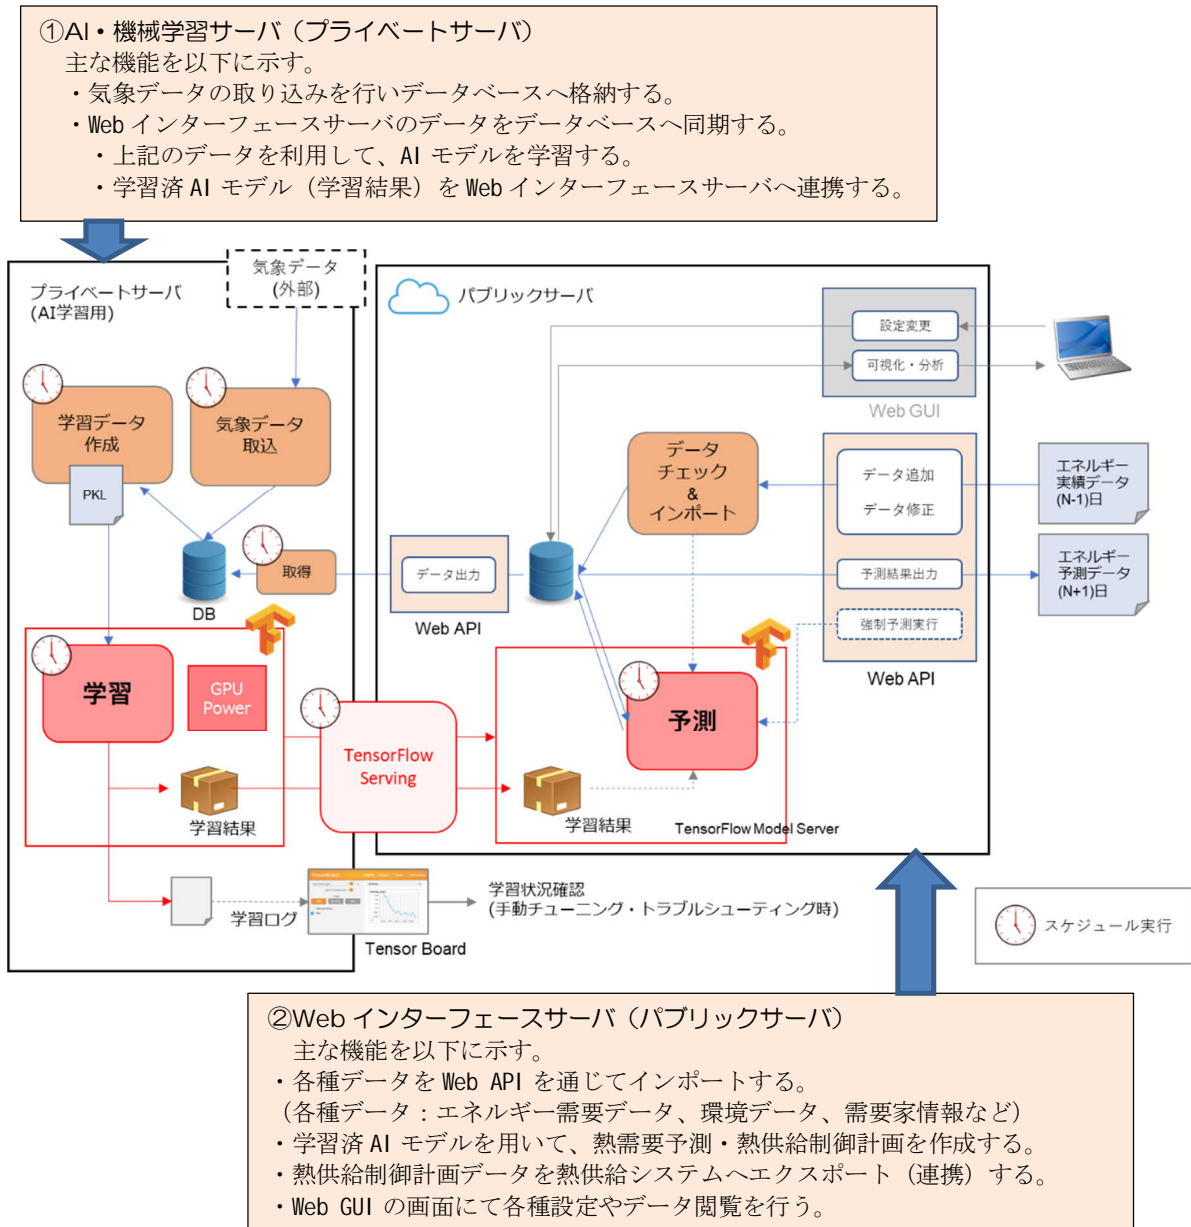 ①AI・機械学習サーバ（プライベートサーバ）
主な機能を以下に示す。
・気象データの取り込みを行いデータベースへ格納する。
・Web インターフェースサーバのデータをデータベースへ同期する。
・上記のデータを利用して、AI モデルを学習する。
・学習済 AI モデル（学習結果）を Web インターフェースサーバへ連携する。
気象データ
(外部)
プライベートサーバ
(AI学習用)
パブリックサーバ
設定変更
可視化・分析
Web GUI
学習データ
作成
PKL
気象データ
取込
データ
チェック
&
インポート
データ追加
データ修正
エネルギー
実績データ
(N-1)日
DB
取得
データ出力
Web API
予測結果出力
エネルギー
予測データ
(N+1)日
強制予測実行
Web API
学習
GPU
Power
TensorFlow
Serving
予測
学習結果
学習結果
TensorFlow Model Server
学習ログ
Tensor Board
学習状況確認
(手動チューニング・トラブルシューティング時)
スケジュール実行
②Web インターフェースサーバ（パブリックサーバ）
主な機能を以下に示す。
・各種データを Web API を通じてインポートする。
（各種データ：エネルギー需要データ、環境データ、需要家情報など）
・学習済 AI モデルを用いて、熱需要予測・熱供給制御計画を作成する。
・熱供給制御計画データを熱供給システムへエクスポート（連携）する。
・Web GUI の画面にて各種設定やデータ閲覧を行う。